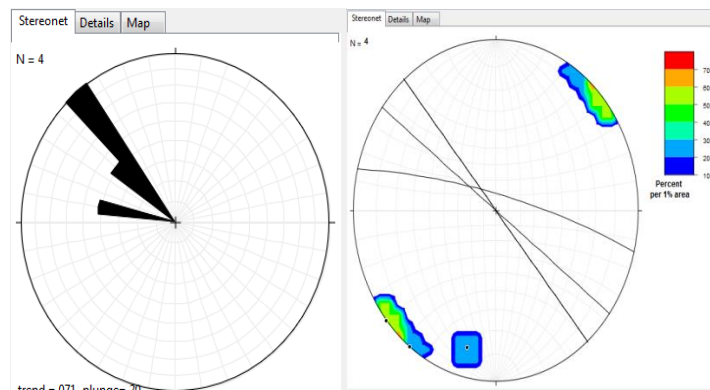 Stereonet Details Map
N = 4
trend = 071, plunge= 20
Stereonet Details Map
N = 4
70
60
50
40
30
20
10
Percent
per 1% area